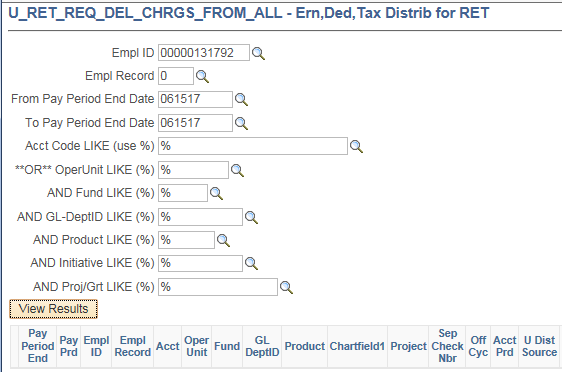 U_RET_REQ_DEL_CHRGS_FROM_ALL - Ern,Ded,Tax Distrib for RET
Empl ID 00000131792
Empl Record 0
From Pay Period End Date 061517
To Pay Period End Date 061517
Acct Code LIKE (use %) %
**OR** OperUnit LIKE (%) %
AND Fund LIKE (%) %
AND GL-DeptID LIKE (%) %
AND Product LIKE (%) %
AND Initiative LIKE (%) %
AND Proj/Grt LIKE (%) %
View Results
Pay Period End Pay Prd Empl ID Empl Record Acct Oper Unit Fund GL DeptID Product Chartfield1 Project Sep Check Nbr Off Cyc Acct Prd U Dist Source